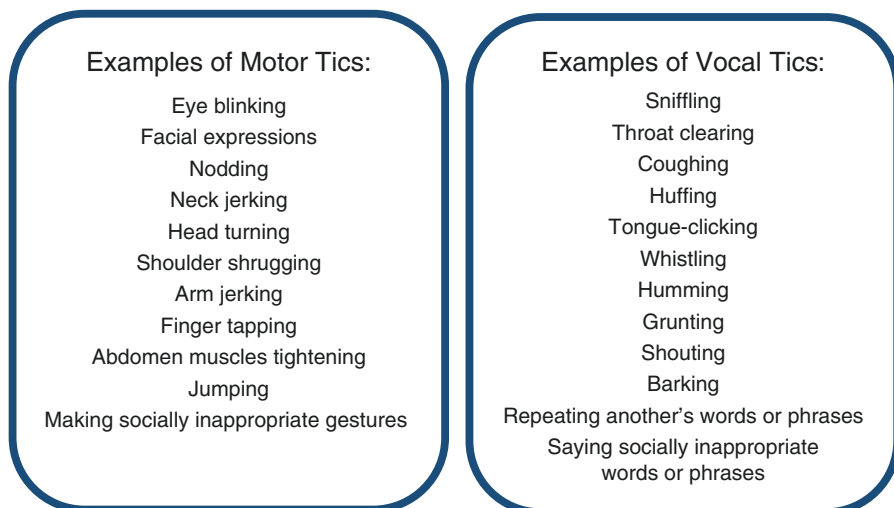 Examples of Motor Tics:
Eye blinking
Facial expressions
Nodding
Neck jerking
Head turning
Shoulder shrugging
Arm jerking
Finger tapping
Abdomen muscles tightening
Jumping
Making socially inappropriate gestures
Examples of Vocal Tics:
Sniffling
Throat clearing
Coughing
Huffing
Tongue-clicking
Whistling
Humming
Grunting
Shouting
Barking
Repeating another's words or phrases
Saying socially inappropriate
words or phrases